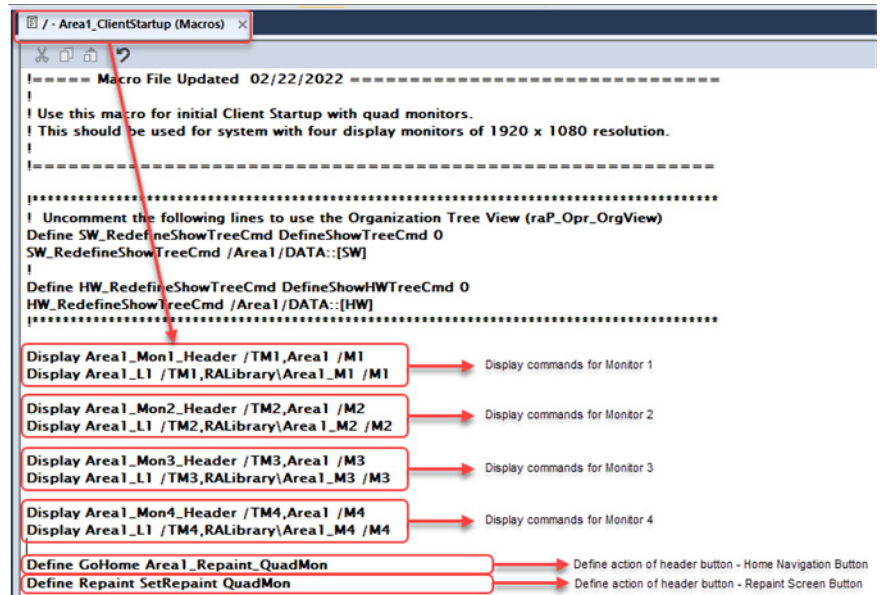 / - Area1_ClientStartup (Macros) ×
!===== Macro File Updated 02/22/2022 ===============================
!
! Use this macro for initial Client Startup with quad monitors.
! This should be used for system with four display monitors of 1920 x 1080 resolution.
!
!=========================================================
!******************************************************************************************
! Uncomment the following lines to use the Organization Tree View (raP_Opr_OrgView)
Define SW_RedefineShowTreeCmd DefineShowTreeCmd 0
SW_RedefineShowTreeCmd /Area1/DATA::[SW]
!
Define HW_RedefineShowTreeCmd DefineShowHWTreeCmd 0
HW_RedefineShowTreeCmd /Area1/DATA::[HW]
!******************************************************************************************
Display Area1_Mon1_Header /TM1,Area1 /M1
Display Area1_L1 /TM1,RALibrary\Area1_M1 /M1
Display commands for Monitor 1
Display Area1_Mon2_Header /TM2,Area1 /M2
Display Area1_L1 /TM2,RALibrary\Area1_M2 /M2
Display commands for Monitor 2
Display Area1_Mon3_Header /TM3,Area1 /M3
Display Area1_L1 /TM3,RALibrary\Area1_M3 /M3
Display commands for Monitor 3
Display Area1_Mon4_Header /TM4,Area1 /M4
Display Area1_L1 /TM4,RALibrary\Area1_M4 /M4
Display commands for Monitor 4
Define GoHome Area1_Repaint_QuadMon
Define action of header button - Home Navigation Button
Define Repaint SetRepaint QuadMon
Define action of header button - Repaint Screen Button